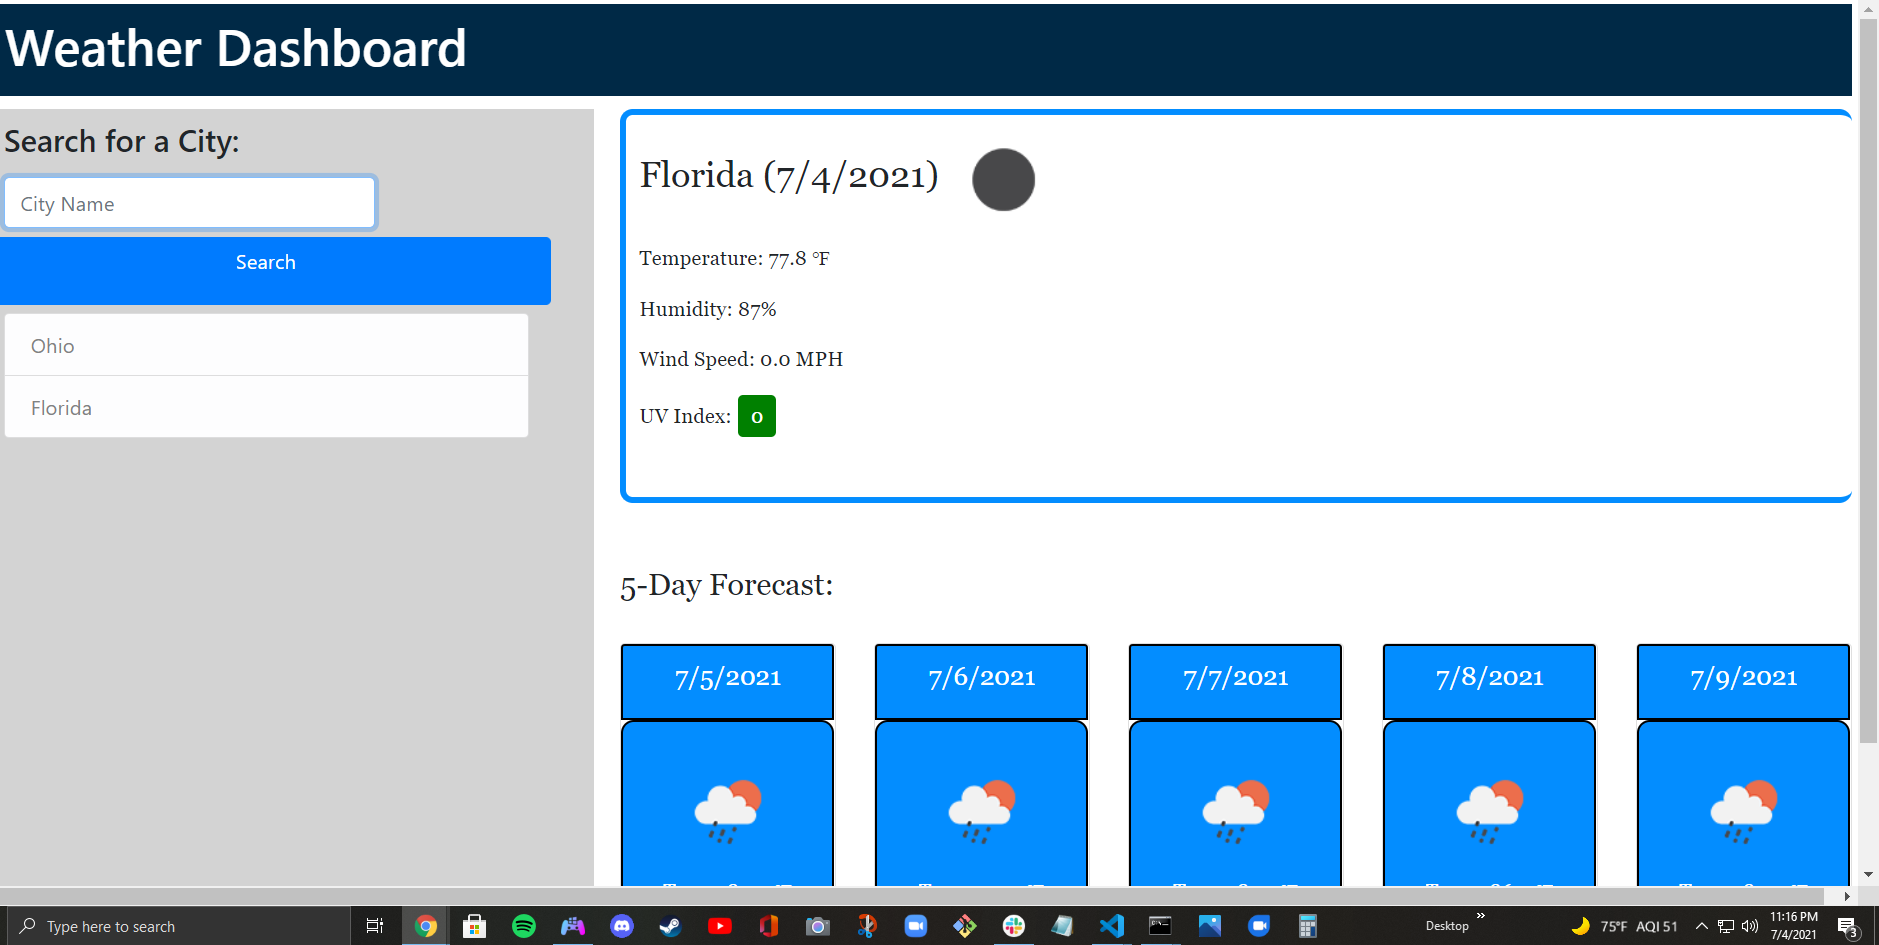 Weather Dashboard
Search for a City:
City Name
Search
Ohio
Florida
Florida (7/4/2021)
Temperature: 77.8 °F
Humidity: 87%
Wind Speed: 0.0 MPH
UV Index: 0
5-Day Forecast:
7/5/2021
7/6/2021
7/7/2021
7/8/2021
7/9/2021
Type here to search
Desktop
75°F AQI 51
11:16 PM
7/4/2021
3